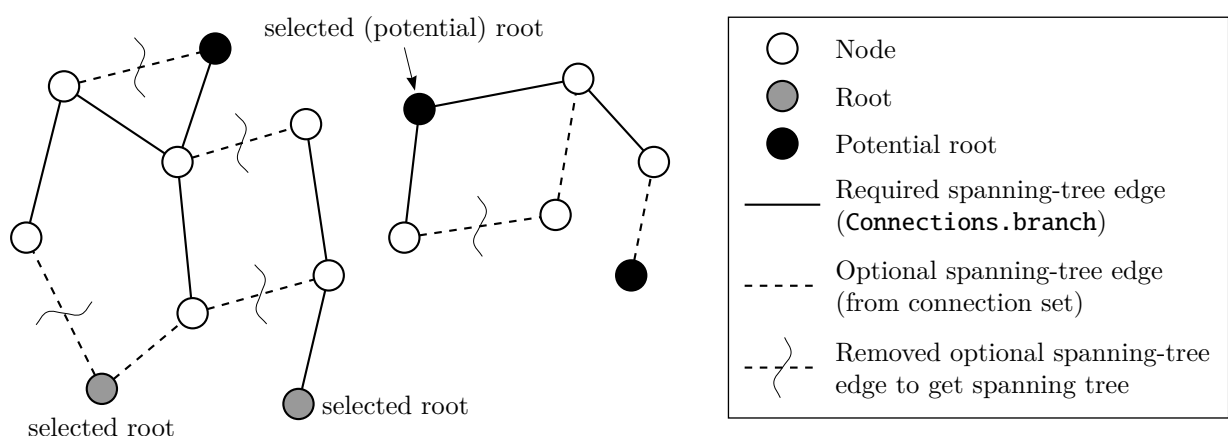 selected (potential) root
selected root
selected root
Node
Root
Potential root
Required spanning-tree edge
(Connections.branch)
Optional spanning-tree edge
(from connection set)
Removed optional spanning-tree
edge to get spanning tree